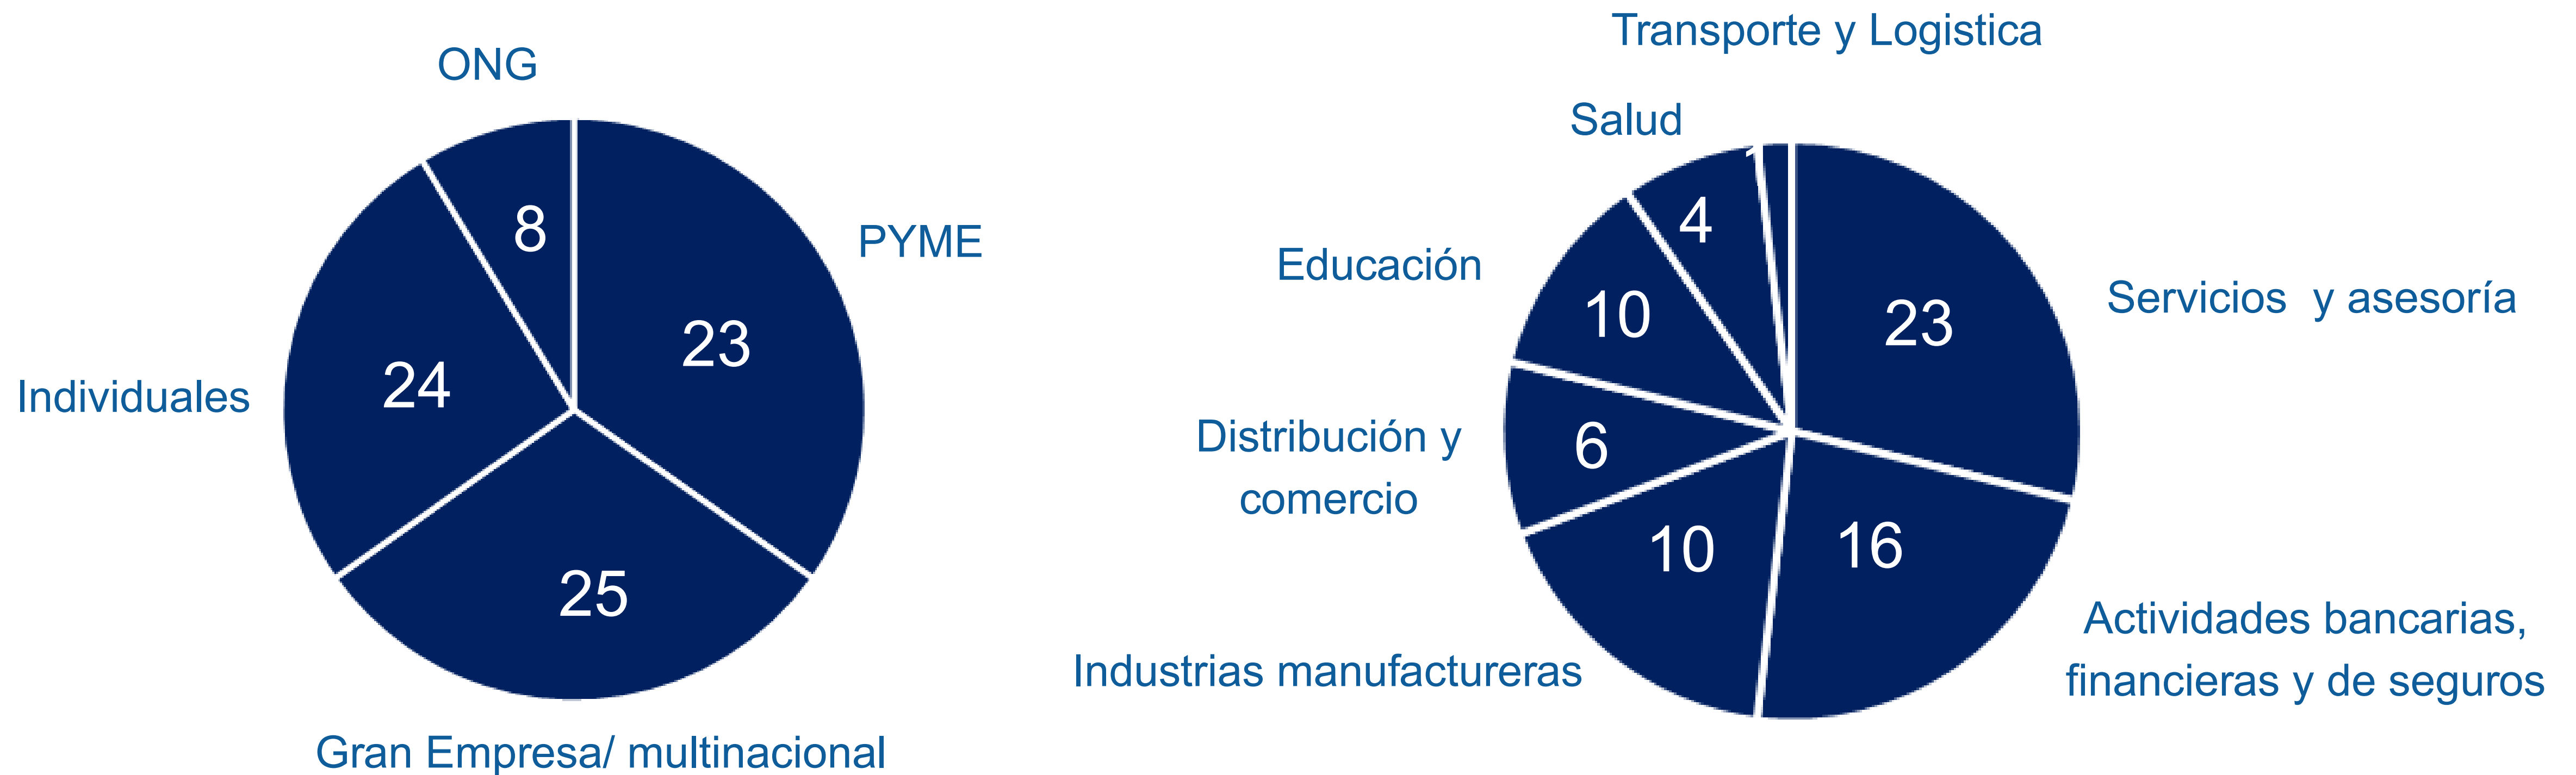 ONG
8
PYME
23
Individuales
24
25
Gran Empresa/ multinacional
Transporte y Logistica
Salud
1
4
Educación
10
Servicios  y asesoría
23
Distribución y
comercio
6
10
16
Industrias manufactureras
Actividades bancarias,
financieras y de seguros